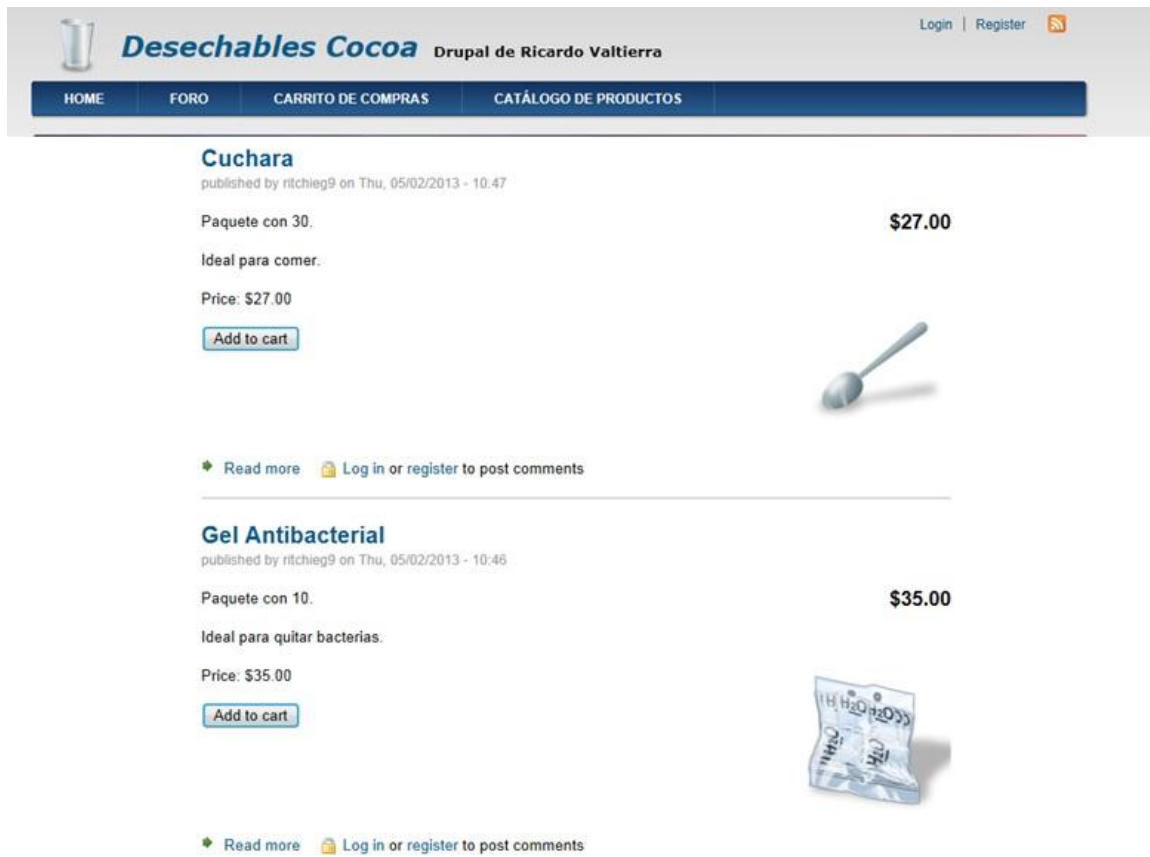 Login | Register
Desechables Cocoa Drupal de Ricardo Valtierra
HOME FORO CARRITO DE COMPRAS CATÁLOGO DE PRODUCTOS
Cuchara
published by ritchieg9 on Thu, 05/02/2013 - 10:47
Paquete con 30.
$27.00
Ideal para comer.
Price: $27.00
Add to cart
Read more Log in or register to post comments
Gel Antibacterial
published by ritchieg9 on Thu, 05/02/2013 - 10:46
Paquete con 10.
$35.00
Ideal para quitar bacterias.
Price: $35.00
Add to cart
H2O
H2O
Read more Log in or register to post comments